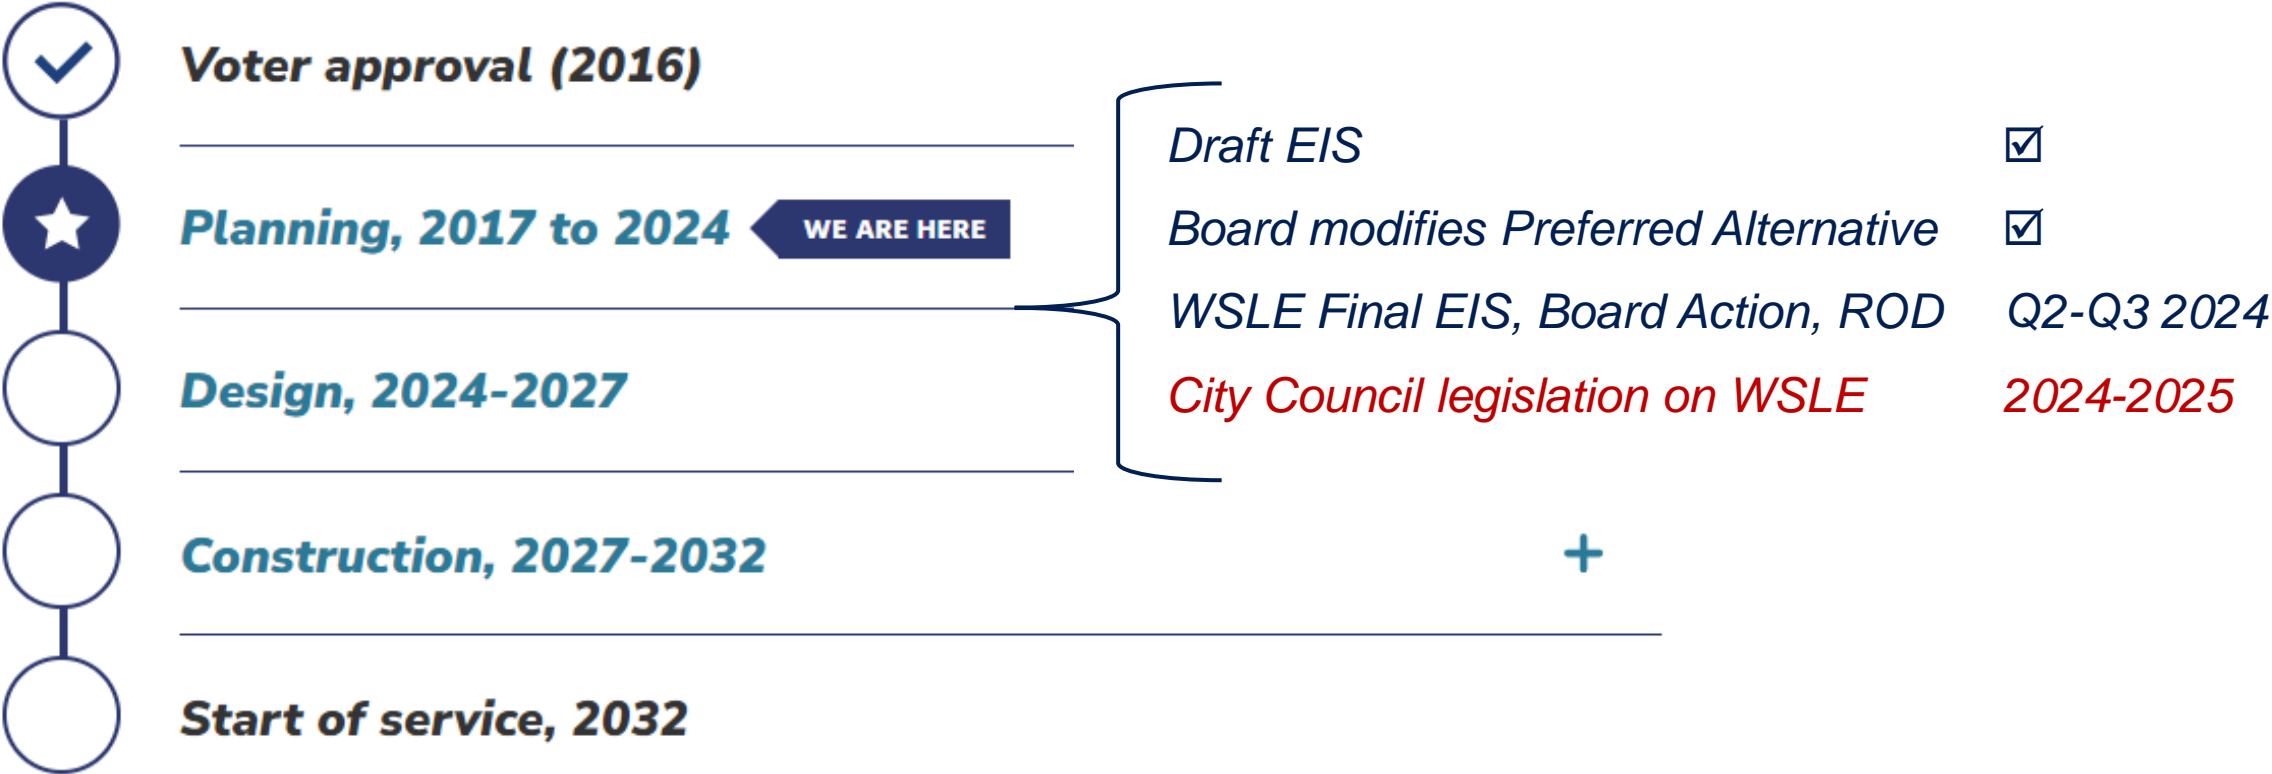 Voter approval (2016)
Planning, 2017 to 2024
WE ARE HERE
Design, 2024-2027
Construction, 2027-2032
+
Start of service, 2032
Draft EIS ☑
Board modifies Preferred Alternative ☑
WSLE Final EIS, Board Action, ROD Q2-Q3 2024
City Council legislation on WSLE 2024-2025